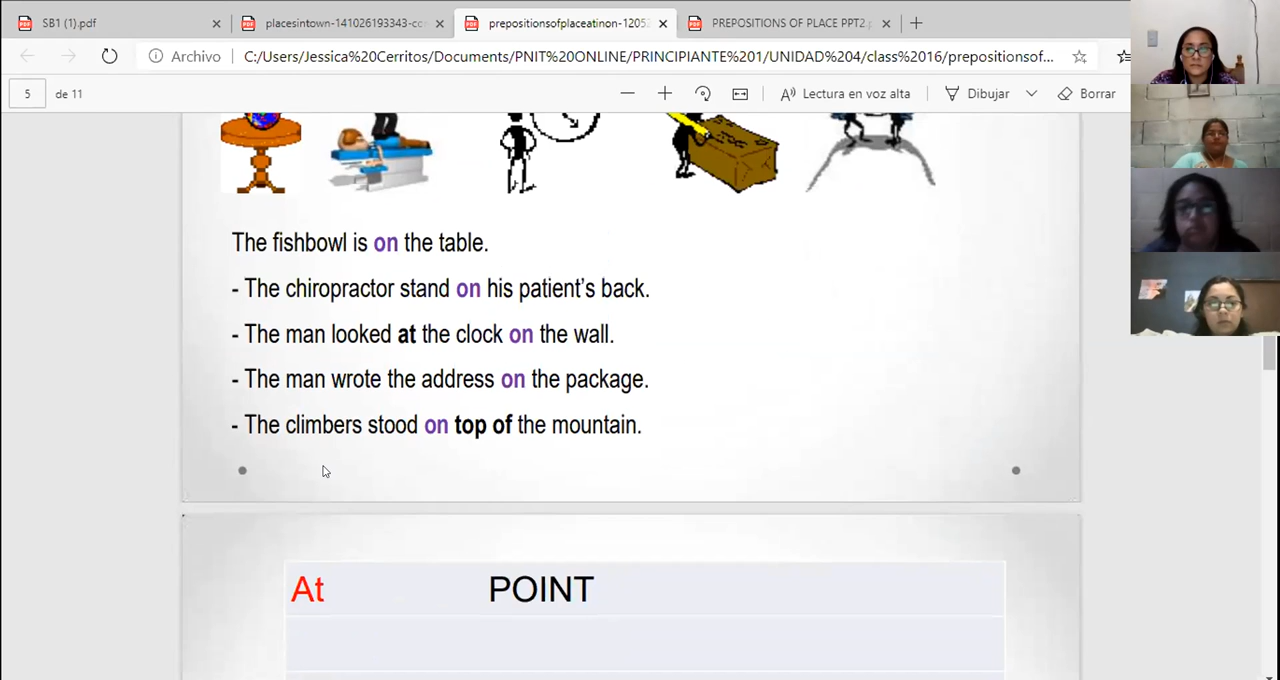 SB1 (1).pdf
placesintown-141026193343-co
prepositionsofplaceatinon-1205
PREPOSITIONS OF PLACE PPT2.p
Archivo
C:/Users/Jessica%20Cerritos/Documents/PNIT%20ONLINE/PRINCIPIANTE%201/UNIDAD%204/class%2016/prepositionsof...
5 de 11
Lectura en voz alta
Dibujar
Borrar
The fishbowl is on the table.
- The chiropractor stand on his patient’s back.
- The man looked at the clock on the wall.
- The man wrote the address on the package.
- The climbers stood on top of the mountain.
At POINT